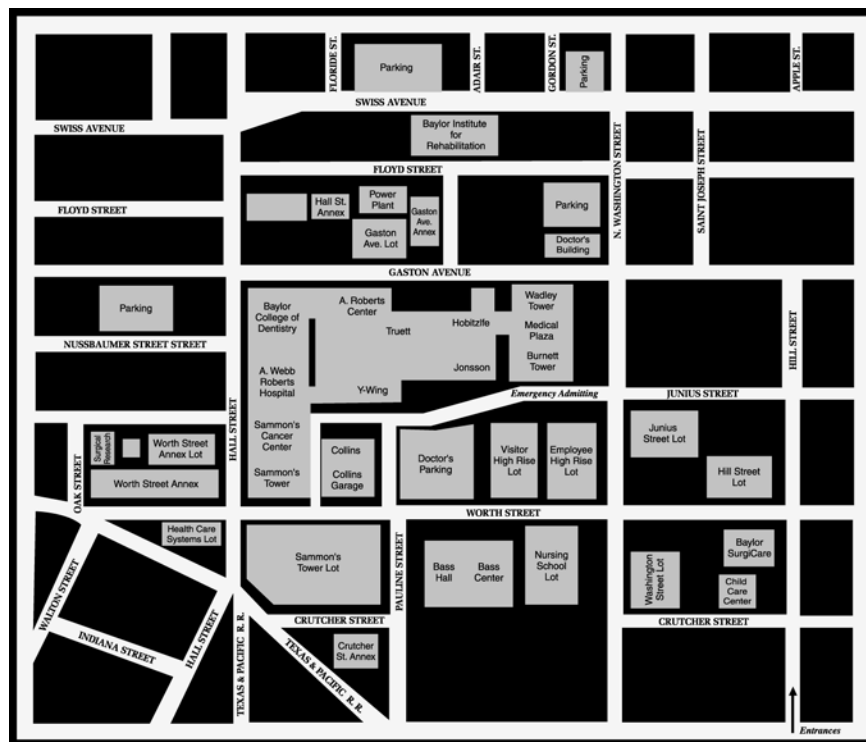 FLORIDE ST.
Parking
ADAIR ST.
GORDON ST.
Parking
APPLE ST.
SWISS AVENUE
SWISS AVENUE
Baylor Institute
for
Rehabilitation
N. WASHINGTON STREET
SAINT JOSEPH STREET
FLOYD STREET
FLOYD STREET
Hall St.
Annex
Power
Plant
Gaston
Ave. Lot
Gaston
Ave.
Annex
Parking
Doctor's
Building
GASTON AVENUE
Parking
NUSSBAUMER STREET STREET
Baylor
College of
Dentistry
A. Roberts
Center
Truett
Hobitzlfe
Wadley
Tower
Medical
Plaza
Burnett
Tower
Jonsson
A. Webb
Roberts
Hospital
Y-Wing
Emergency Admitting
JUNIUS STREET
HILL STREET
HALL STREET
Sammon's
Cancer
Center
Sammon's
Tower
Collins
Collins
Garage
Doctor's
Parking
Visitor
High Rise
Lot
Employee
High Rise
Lot
Junius
Street Lot
Hill Street
Lot
OAK STREET
Surgical
Research
Worth Street
Annex Lot
Worth Street Annex
WORTH STREET
Health Care
Systems Lot
Sammon's
Tower Lot
PAULINE STREET
Bass
Hall
Bass
Center
Nursing
School
Lot
Washington
Street Lot
Baylor
SurgiCare
Child
Care
Center
CRUTCHER STREET
CRUTCHER STREET
WALTON STREET
INDIANA STREET
HALL STREET
TEXAS & PACIFIC R. R.
TEXAS & PACIFIC R. R.
Crutcher
St. Annex
Entrances